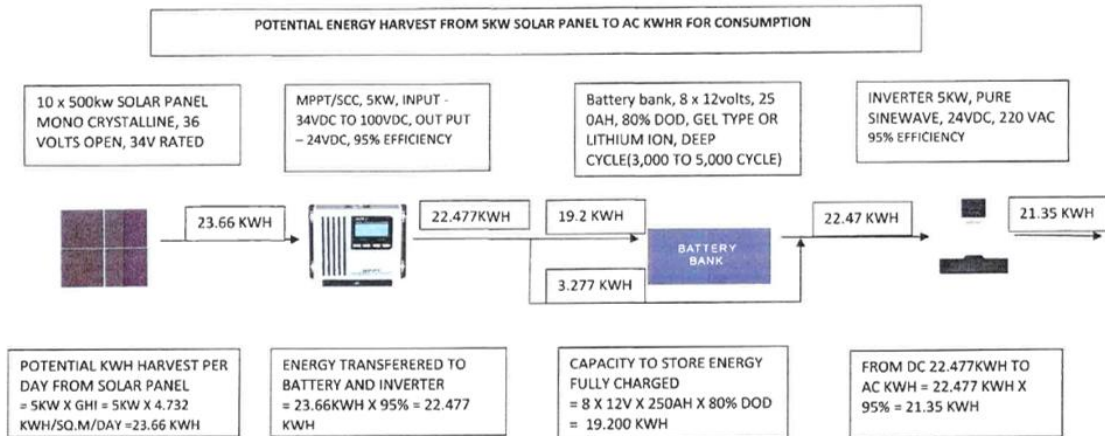 POTENTIAL ENERGY HARVEST FROM 5KW SOLAR PANEL TO AC KWHR FOR CONSUMPTION
10 x 500kw SOLAR PANEL
MONO CRYSTALLINE, 36
VOLTS OPEN, 34V RATED
MPPT/SCC, 5KW, INPUT -
34VDC TO 100VDC, OUT PUT
– 24VDC, 95% EFFICIENCY
Battery bank, 8 x 12volts, 25
0AH, 80% DOD, GEL TYPE OR
LITHIUM ION, DEEP
CYCLE(3,000 TO 5,000 CYCLE)
INVERTER 5KW, PURE
SINEWAVE, 24VDC, 220 VAC
95% EFFICIENCY
23.66 KWH
22.477KWH
19.2 KWH
3.277 KWH
BATTERY
BANK
22.47 KWH
21.35 KWH
POTENTIAL KWH HARVEST PER
DAY FROM SOLAR PANEL
= 5KW X GHI = 5KW X 4.732
KWH/SQ.M/DAY =23.66 KWH
ENERGY TRANSFERERED TO
BATTERY AND INVERTER
= 23.66KWH X 95% = 22.477
KWH
CAPACITY TO STORE ENERGY
FULLY CHARGED
= 8 X 12V X 250AH X 80% DOD
= 19.200 KWH
FROM DC 22.477KWH TO
AC KWH = 22.477 KWH X
95% = 21.35 KWH